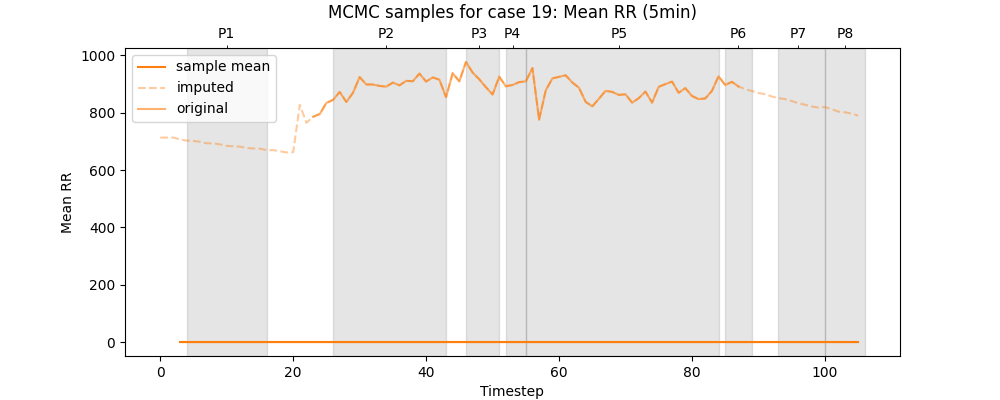 MCMC samples for case 19: Mean RR (5min)
P1 P2 P3 P4 P5 P6 P7 P8
sample mean
imputed
original
1000
800
600
400
200
0
Mean RR
0 20 40 60 80 100
Timestep